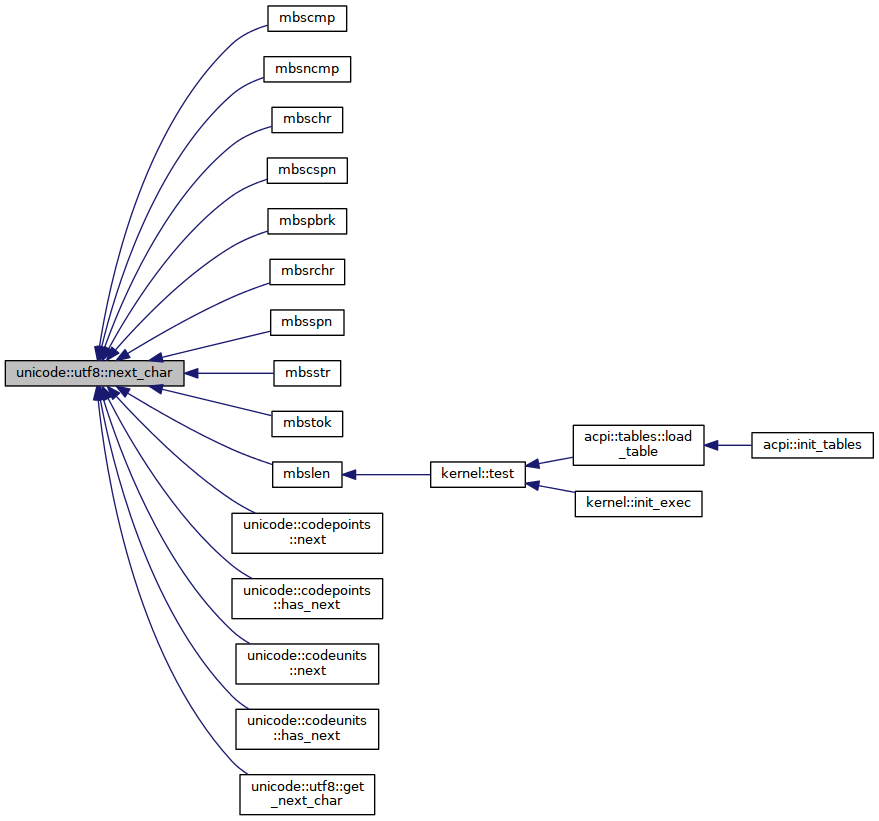 mbscmp
mbsncmp
mbschr
mbscspn
mbspbrk
mbsrchr
mbsspn
unicode::utf8::next_char
mbsstr
mbstok
mbslen
kernel::test
acpi::tables::load
_table
acpi::init_tables
kernel::init_exec
unicode::codepoints
::next
unicode::codepoints
::has_next
unicode::codeunits
::next
unicode::codeunits
::has_next
unicode::utf8::get
_next_char